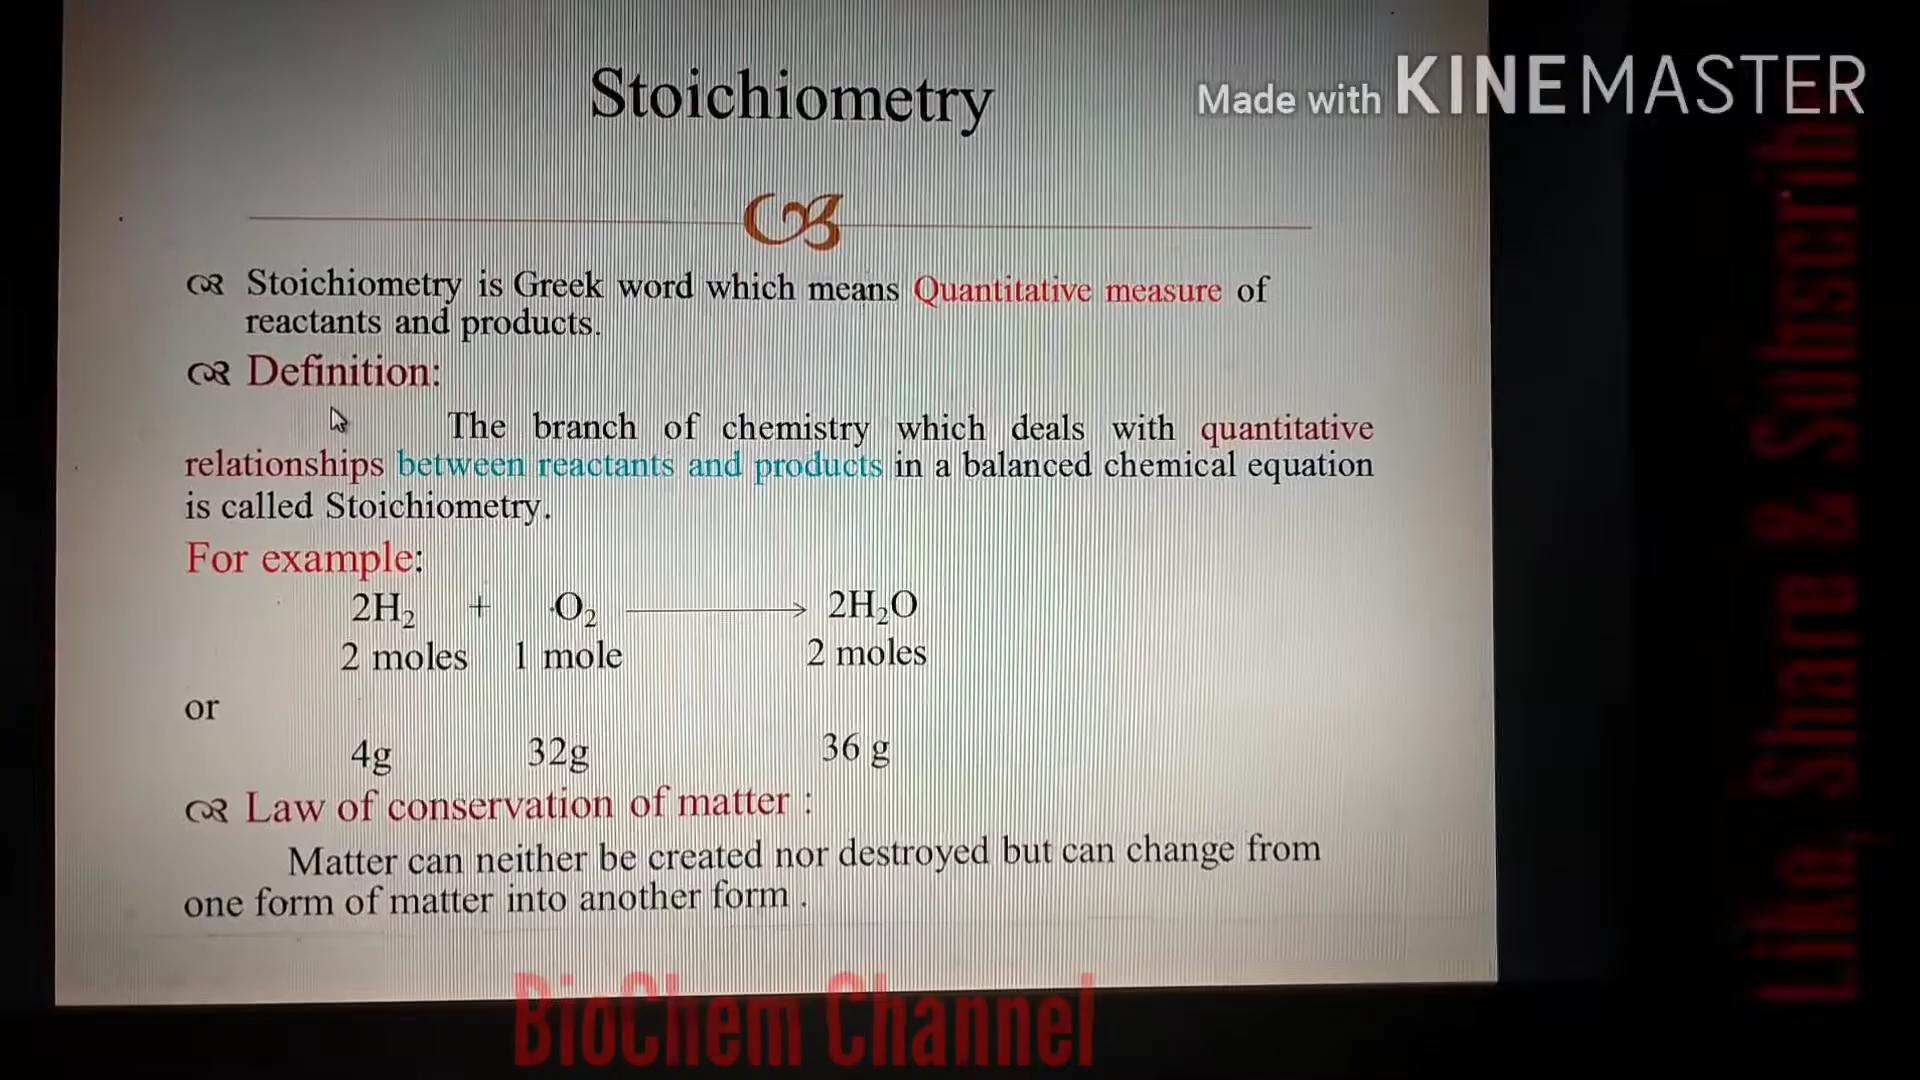 Stoichiometry
Made with KINEMASTER
Stoichiometry is Greek word which means Quantitative measure of
reactants and products.
Definition:
The branch of chemistry which deals with quantitative
relationships between reactants and products in a balanced chemical equation
is called Stoichiometry.
For example:
2H₂ + O₂ → 2H₂O
2 moles 1 mole 2 moles
or
4g 32g 36 g
Law of conservation of matter :
Matter can neither be created nor destroyed but can change from
one form of matter into another form .
BioChem Channel
Like, Share & Subscribe